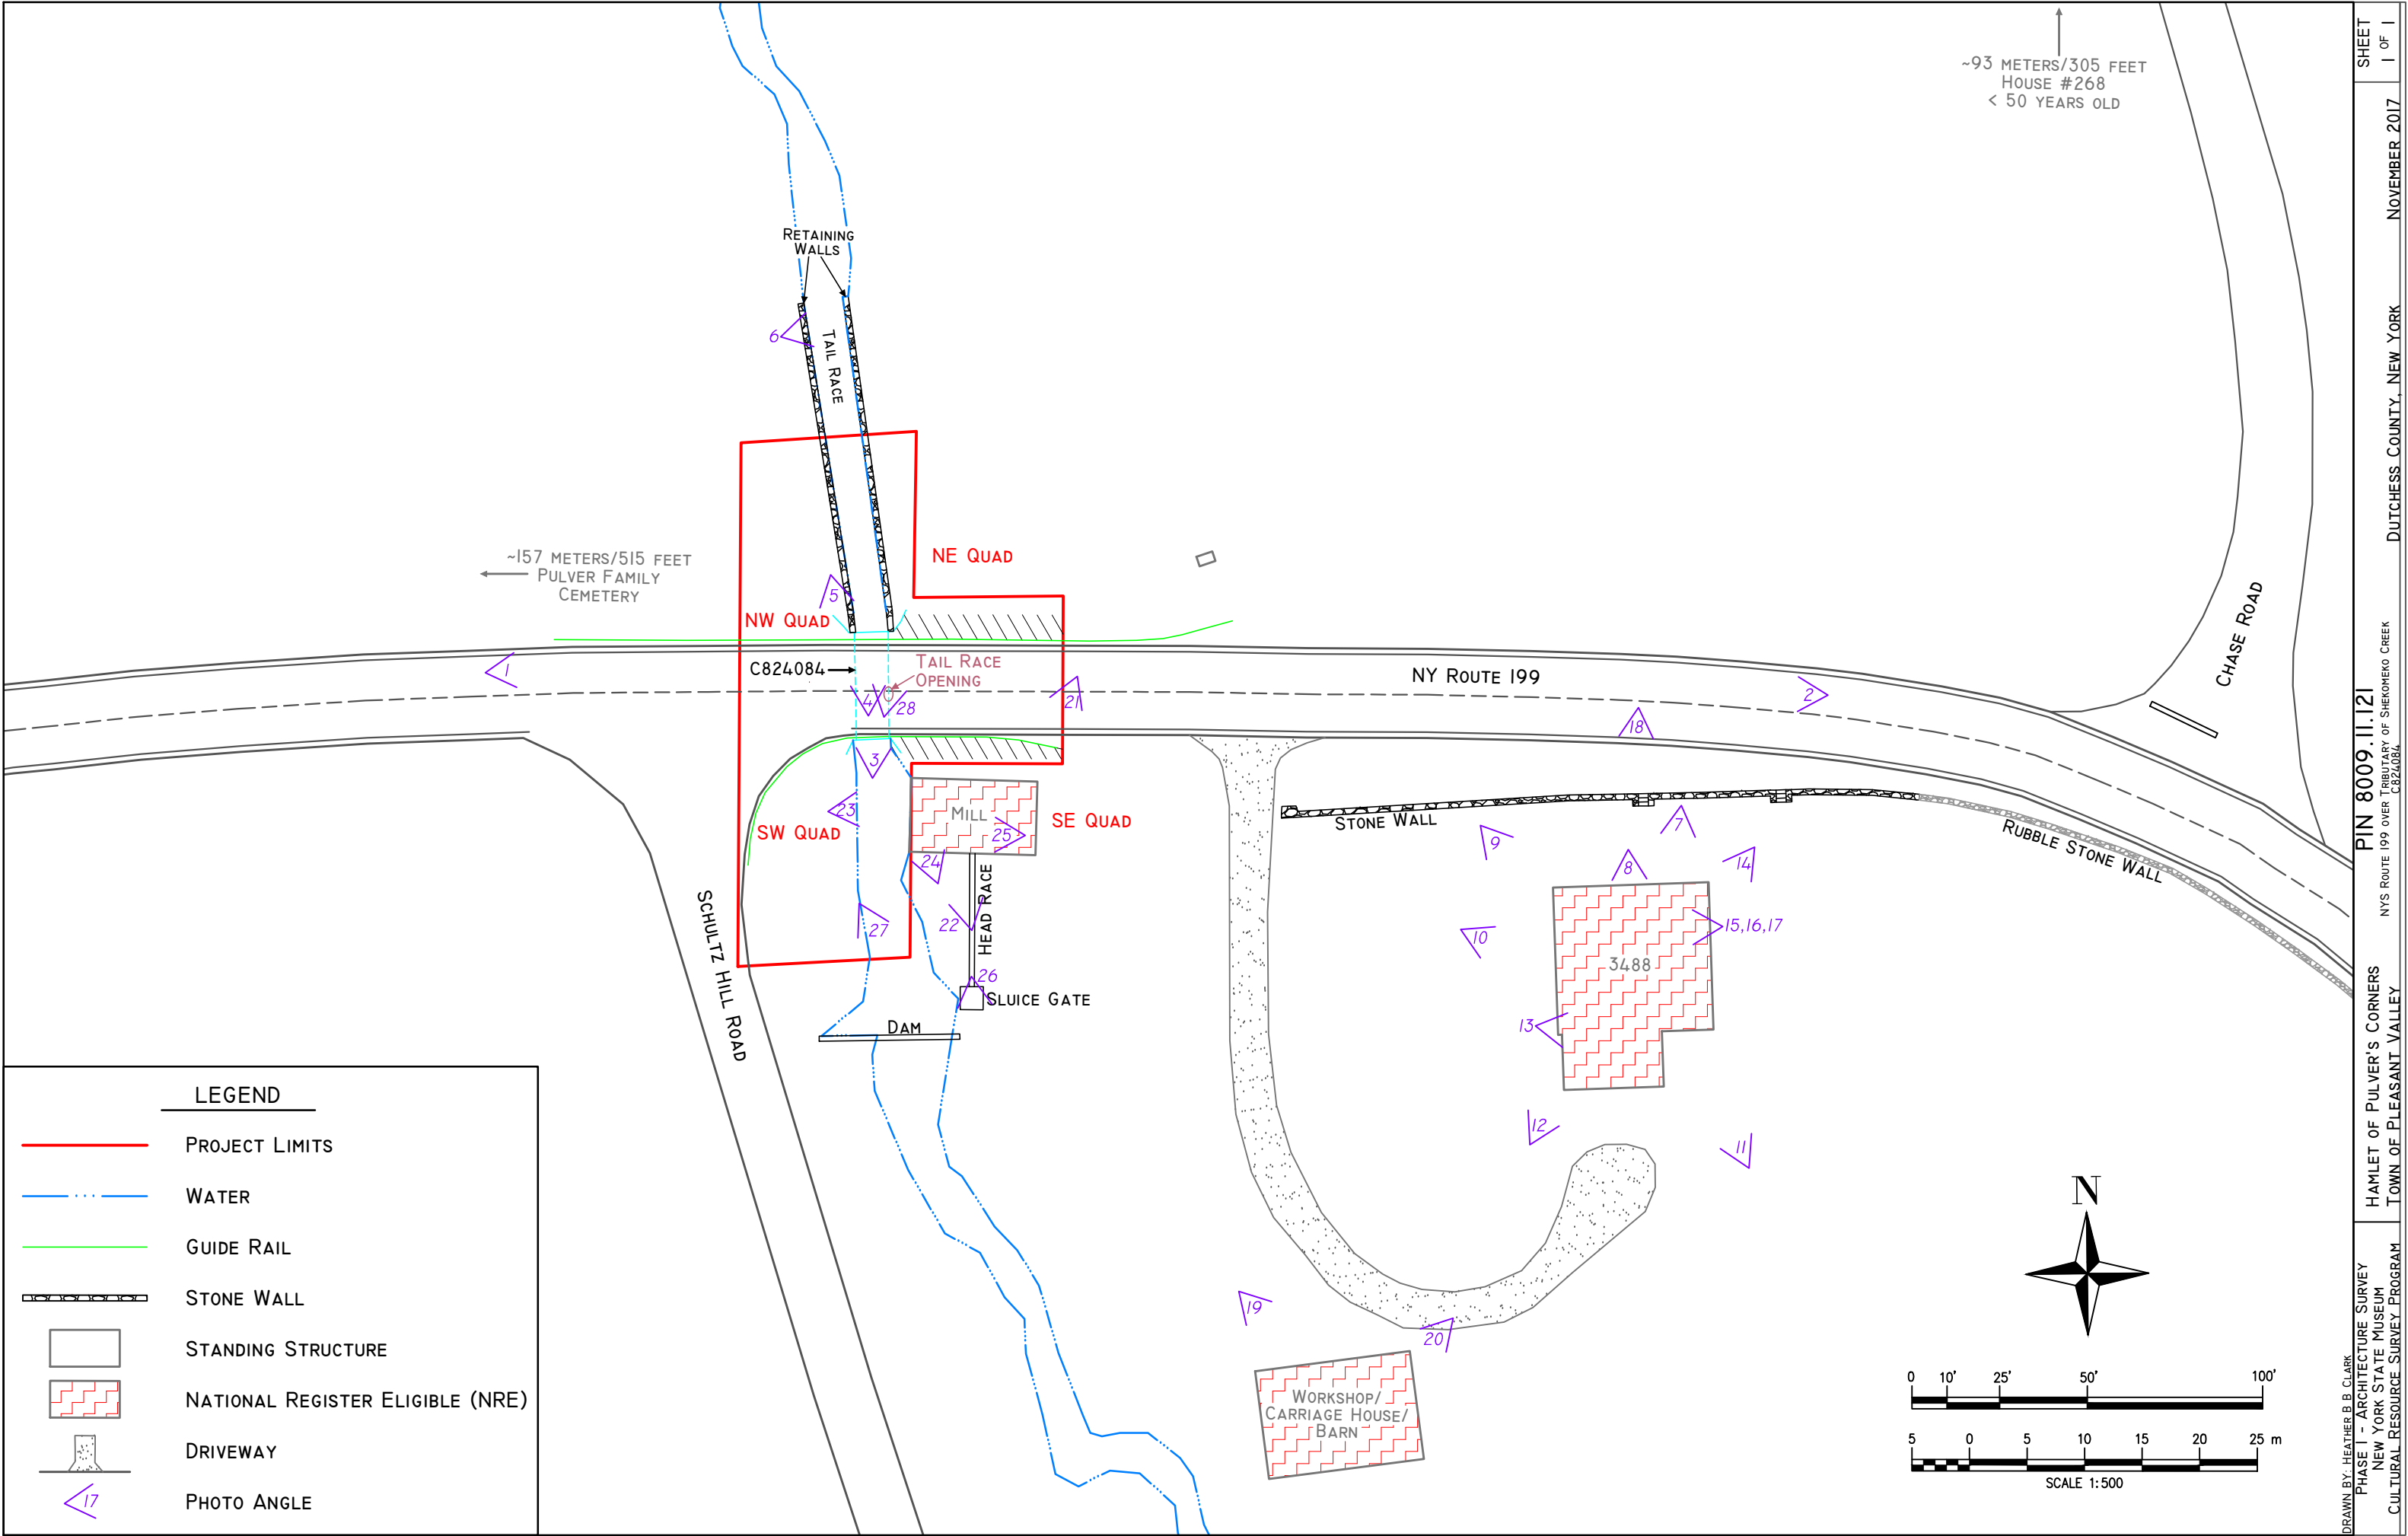 ~93 METERS/305 FEET
HOUSE #268
< 50 YEARS OLD
RETAINING
WALLS
6
TAIL RACE
~157 METERS/515 FEET
PULVER FAMILY
CEMETERY
NE QUAD
5
NW QUAD
1
C824084
TAIL RACE
OPENING
4
28
21
NY ROUTE 199
2
18
CHASE ROAD
3
23
SW QUAD
MILL
25
SE QUAD
24
STONE WALL
9
7
14
8
RUBBLE STONE WALL
27
22
HEAD RACE
10
15,16,17
3488
26
SLUICE GATE
13
SCHULTZ HILL ROAD
DAM
12
11
19
20
WORKSHOP/
CARRIAGE HOUSE/
BARN
LEGEND
PROJECT LIMITS
WATER
GUIDE RAIL
STONE WALL
STANDING STRUCTURE
NATIONAL REGISTER ELIGIBLE (NRE)
DRIVEWAY
17
PHOTO ANGLE
N
0 10' 25' 50' 100'
5 0 5 10 15 20 25 m
SCALE 1:500
DRAWN BY: HEATHER B B CLARK
PHASE I - ARCHITECTURE SURVEY
NEW YORK STATE MUSEUM
CULTURAL RESOURCE SURVEY PROGRAM
HAMLET OF PULVER'S CORNERS
TOWN OF PLEASANT VALLEY
PIN 8009.11.121
NYS ROUTE 199 OVER TRIBUTARY OF SHEKOMEKO CREEK
C824084
NOVEMBER 2017
DUTCHESS COUNTY, NEW YORK
SHEET
1 OF 1